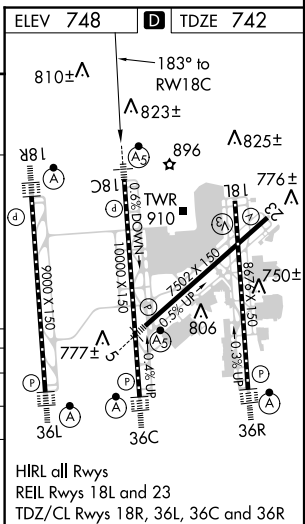 ELEV 748 D TDZE 742
183° to
RW18C
810±
823±
825±
896
776±
18R
A
A5
18C
18L
23
TWR
910
P
V3
V
0.6% DOWN
10000 X 150
9000 X 150
7502 X 150
0.5% UP
8676 X 150
750±
P
806
777±
5
A5
0.4% UP
0.3% UP
P
P
P
36L
A
A
36C
36R
A
HIRL all Rwys
REIL Rwys 18L and 23
TDZ/CL Rwys 18R, 36L, 36C and 36R